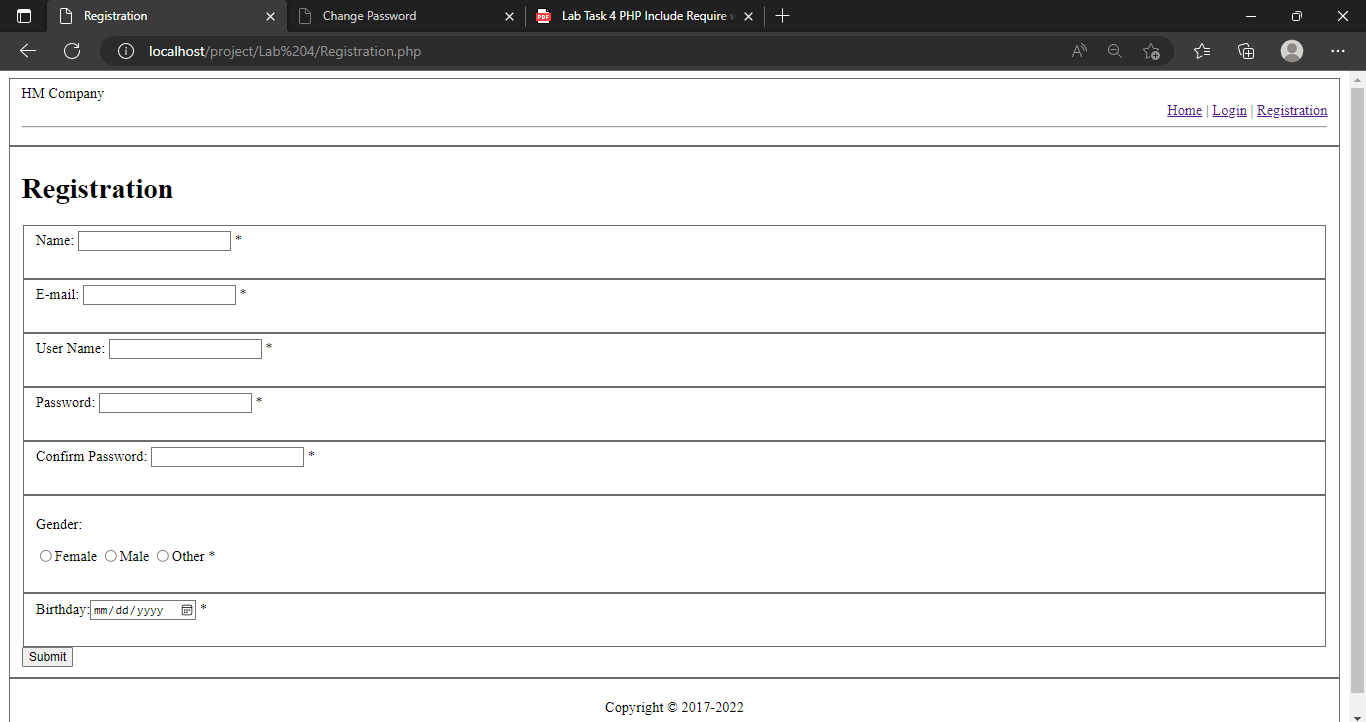 Registration
Change Password
Lab Task 4 PHP Include Require
localhost/project/Lab%204/Registration.php
HM Company
Home | Login | Registration
Registration
Name: *
E-mail: *
User Name: *
Password: *
Confirm Password: *
Gender:
Female Male Other *
Birthday: mm/dd/yyyy *
Submit
Copyright © 2017-2022